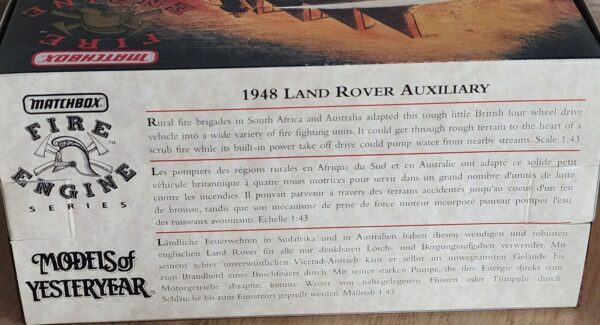 FIRE
ENGINE
MATCHBOX
1948 LAND ROVER AUXILIARY
MATCHBOX
FIRE
ENGINE
SERIES
MODELS of
YESTERYEAR™
Rural fire brigades in South Africa and Australia adapted this tough little British four wheel drive
vehicle into a wide variety of fire fighting units. It could get through rough terrain to the heart of a
scrub fire while its built-in power take off drive could pump water from nearby streams. Scale 1:43
Les pompiers des régions rurales en Afrique du Sud et en Australie ont adapté ce solide petit
véhicule britannique à quatre roues motrices pour servir dans un grand nombre d'unités de lutte
contre les incendies. Il pouvait parvenir à travers des terrains accidentés jusqu'au coeur d'un feu
de brousse, tandis que son mécanisme de prise de force moteur incorporé pouvait pomper l'eau
des ruisseaux avoisinants. Echelle 1:43
Ländliche Feuerwehren in Südafrika und in Australien haben diesen wendigen und robusten
englischen Land Rover für alle nur denkbaren Lösch- und Bergungsaufgaben verwendet. Mit
seinem schier unverwüstlichen Vierrad-Antrieb kam er selbst im unwegsamsten Gelände bis
zum Brandherd eines Buschfeuers durch. Mit seiner starken Pumpe, die ihre Energie direkt vom
Motorgetriebe abzapfte, konnte Wasser von nahegelegenen Flüssen oder Tümpeln durch
Schläuche bis zum Einsatzort gepreßt werden. Maßstab 1:43